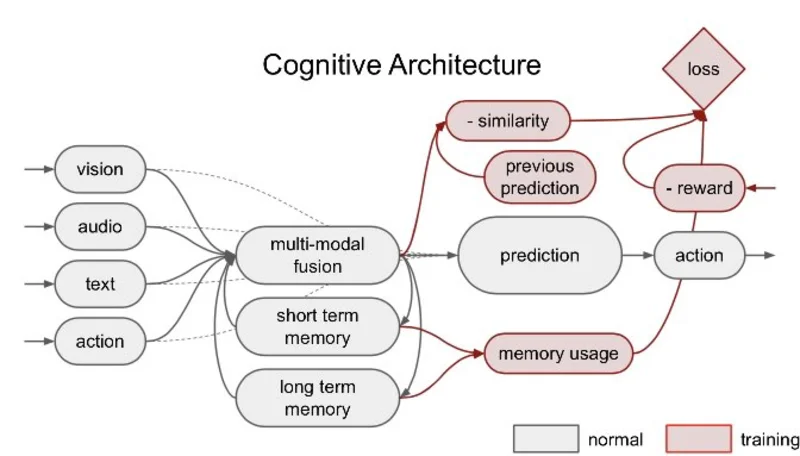 Cognitive Architecture
loss
- similarity
previous
prediction
- reward
vision
audio
text
action
multi-modal
fusion
prediction
action
short term
memory
memory usage
long term
memory
normal
training